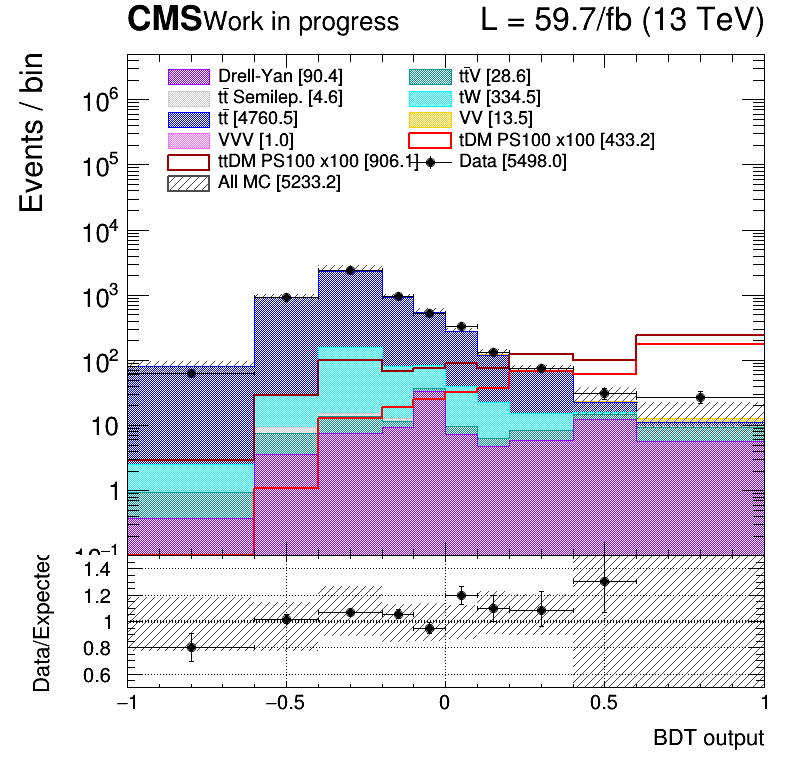 CMS Work in progress L = 59.7/fb (13 TeV)
Events / bin
Drell-Yan [90.4] tt̄V [28.6]
tt̄ Semilep. [4.6] tW [334.5]
tt̄ [4760.5] VV [13.5]
VVV [1.0] tDM PS100 x100 [433.2]
ttDM PS100 x100 [906.1] Data [5498.0]
All MC [5233.2]
10⁶
10⁵
10⁴
10³
10²
10
1
10⁻¹
Data/Expected
1.4
1.2
1
0.8
0.6
−1 −0.5 0 0.5 1
BDT output